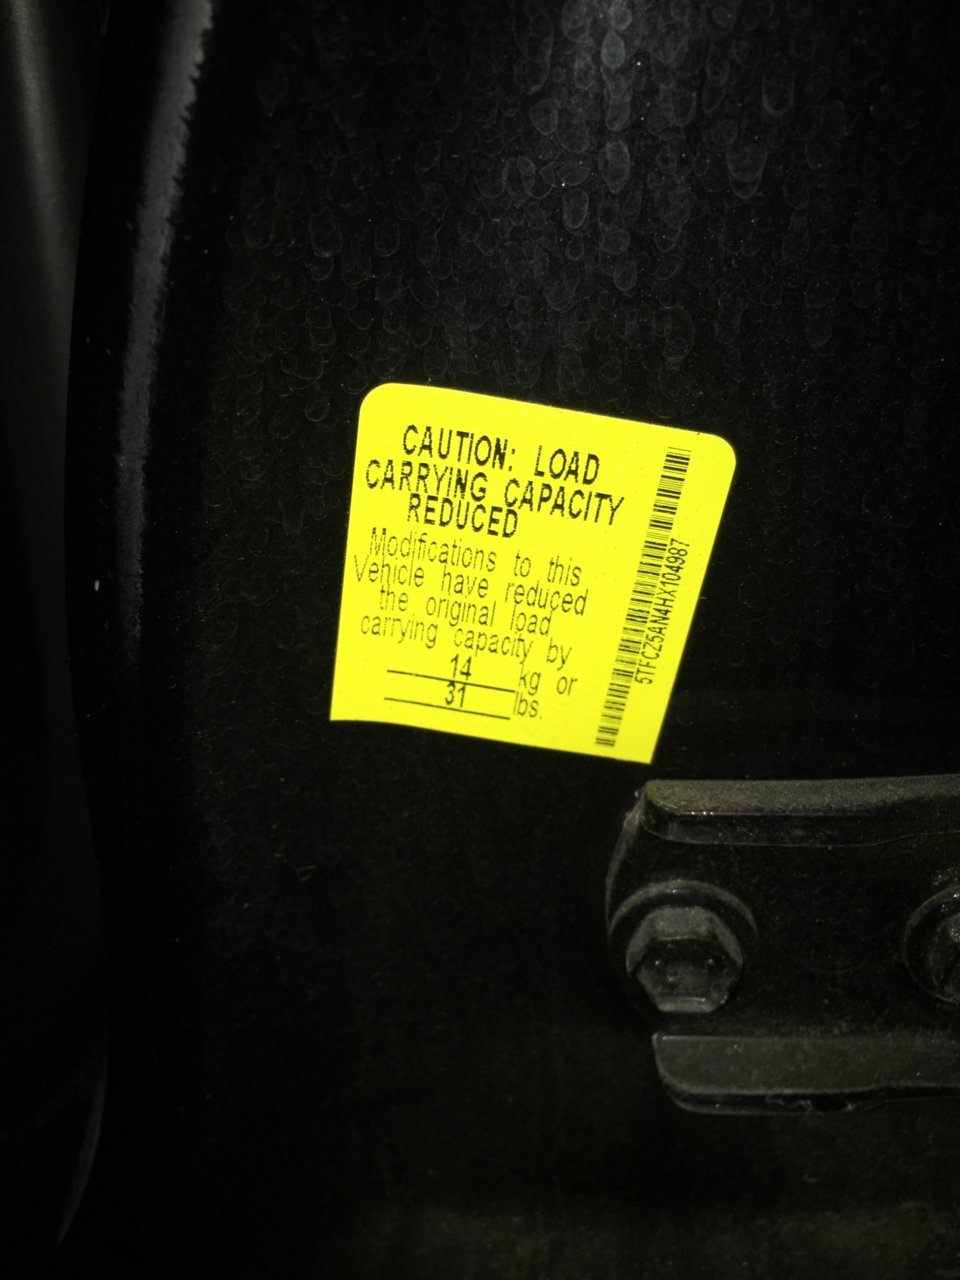 CAUTION: LOAD
CARRYING CAPACITY
REDUCED
Modifications to this
Vehicle have reduced
the original load
carrying capacity by
14 kg or
31 lbs.
5TFCZ5AN4HX104987